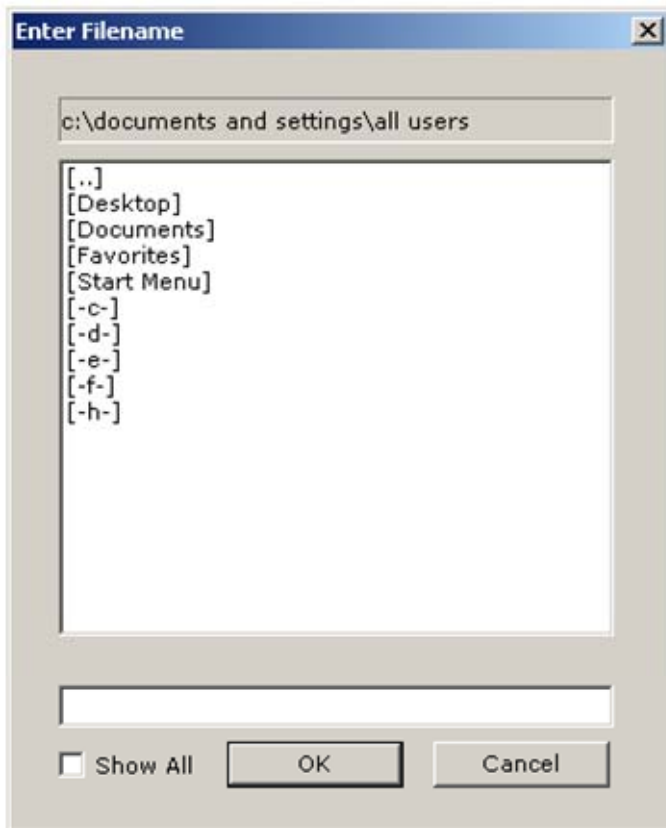 Enter Filename
c:\documents and settings\all users
[..]
[Desktop]
[Documents]
[Favorites]
[Start Menu]
[-c-]
[-d-]
[-e-]
[-f-]
[-h-]
Show All
OK
Cancel